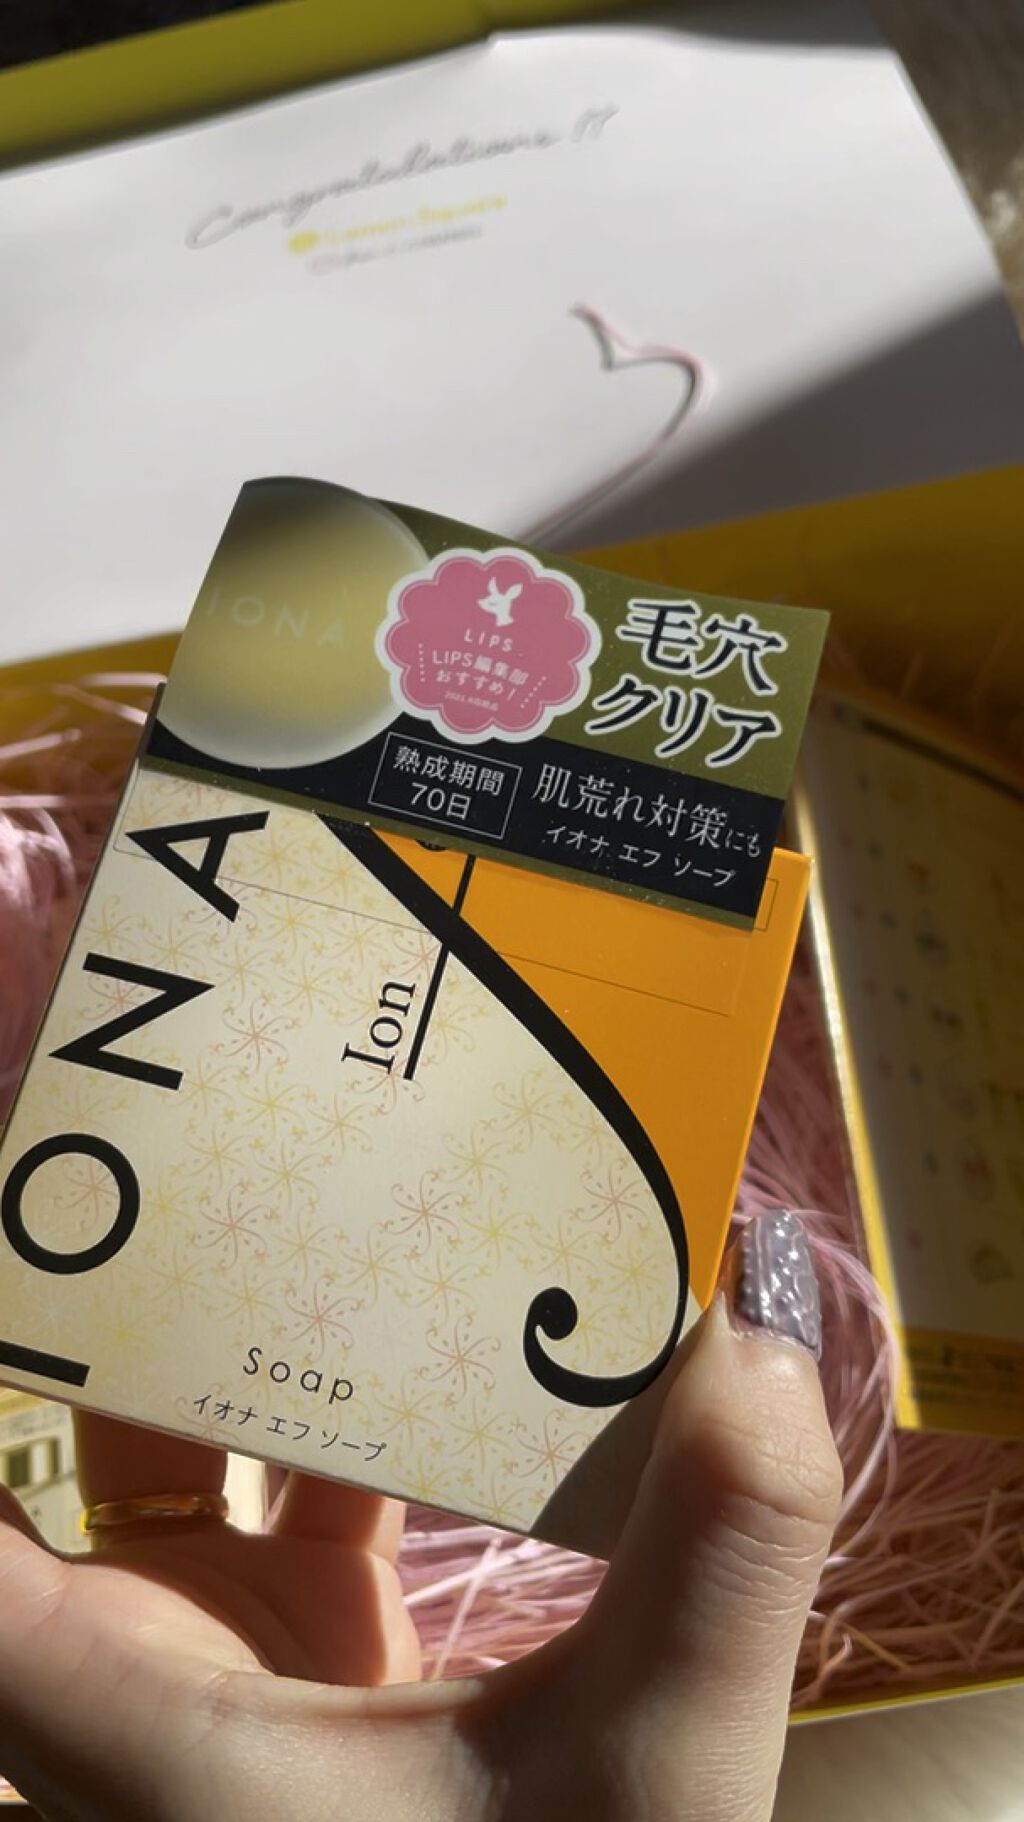 Congratulations!!
IONA
LIPS
LIPS編集部
おすすめ！
毛穴
クリア
熟成期間
70日
肌荒れ対策にも
イオナ エフ ソープ
IONA
Ion
soap
イオナ エフ ソープ